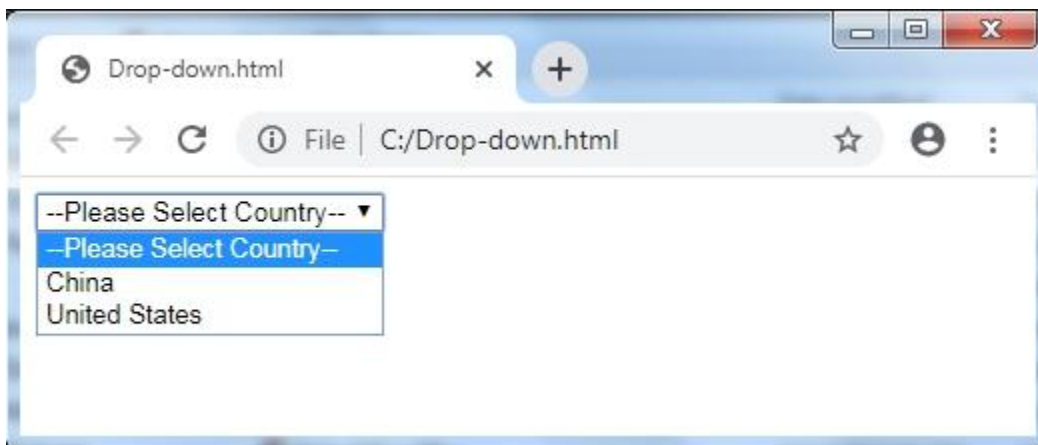 Drop-down.html
File | C:/Drop-down.html
--Please Select Country--
--Please Select Country--
China
United States